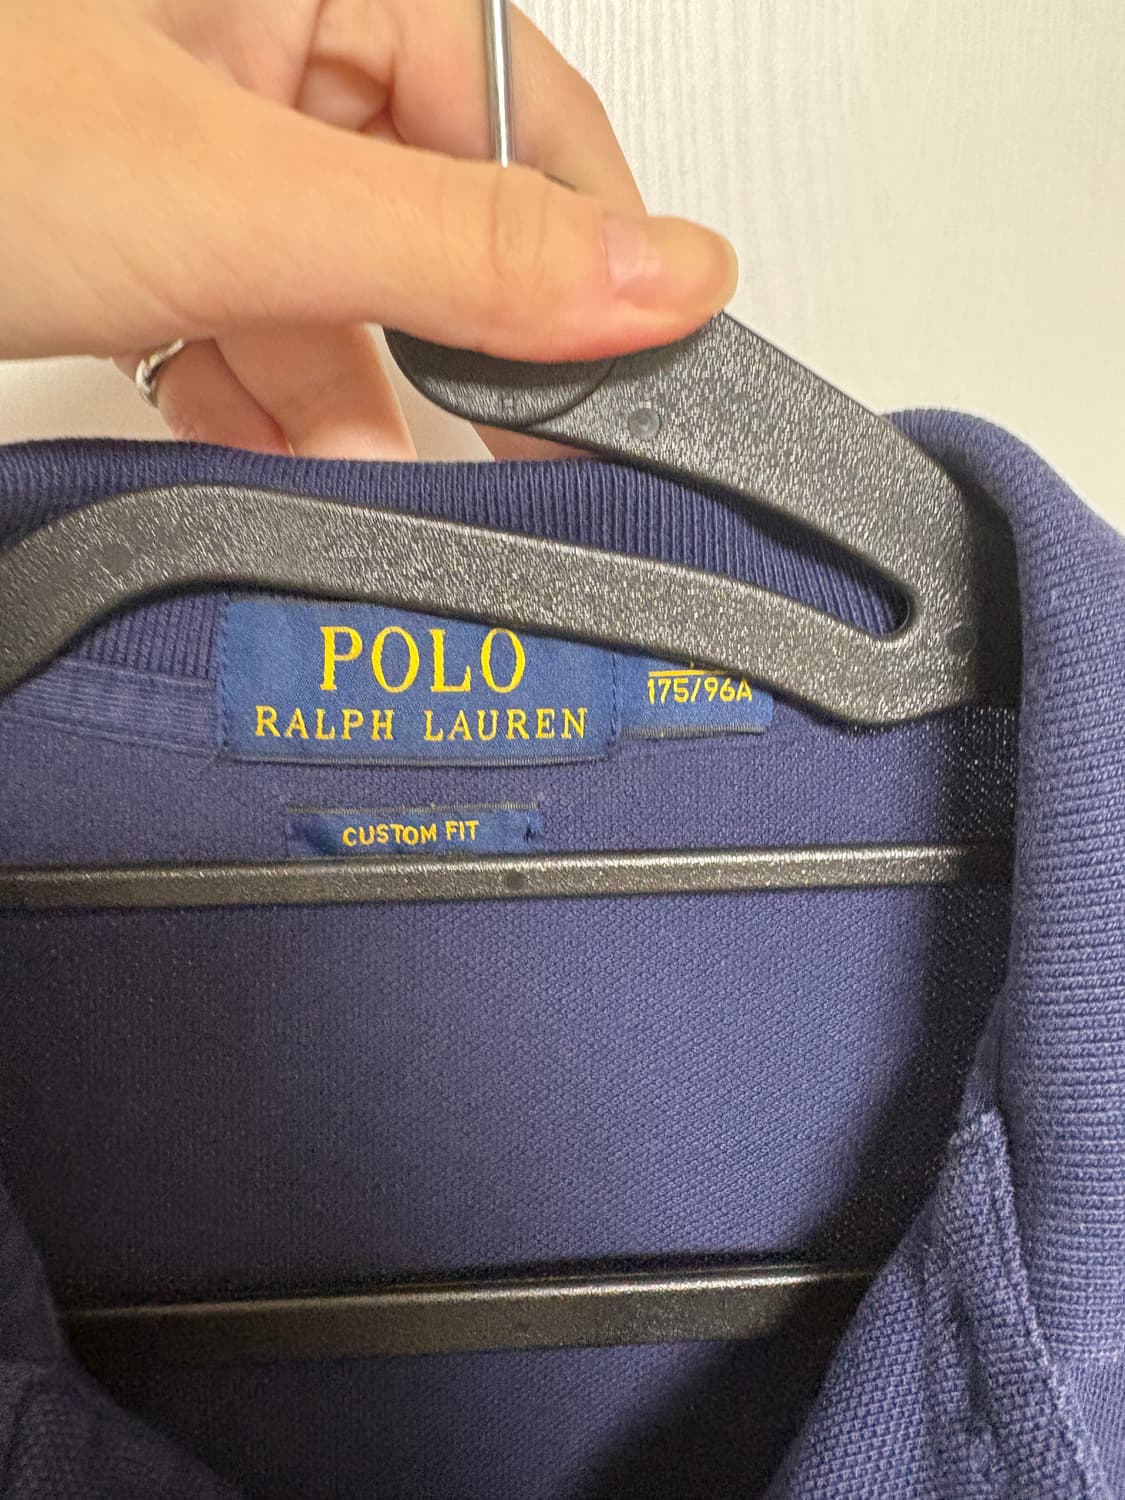 POLO
RALPH LAUREN
175/96A
CUSTOM FIT